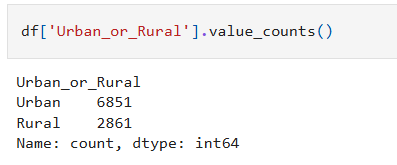 df['Urban_or_Rural'].value_counts()
Urban_or_Rural
Urban    6851
Rural    2861
Name: count, dtype: int64